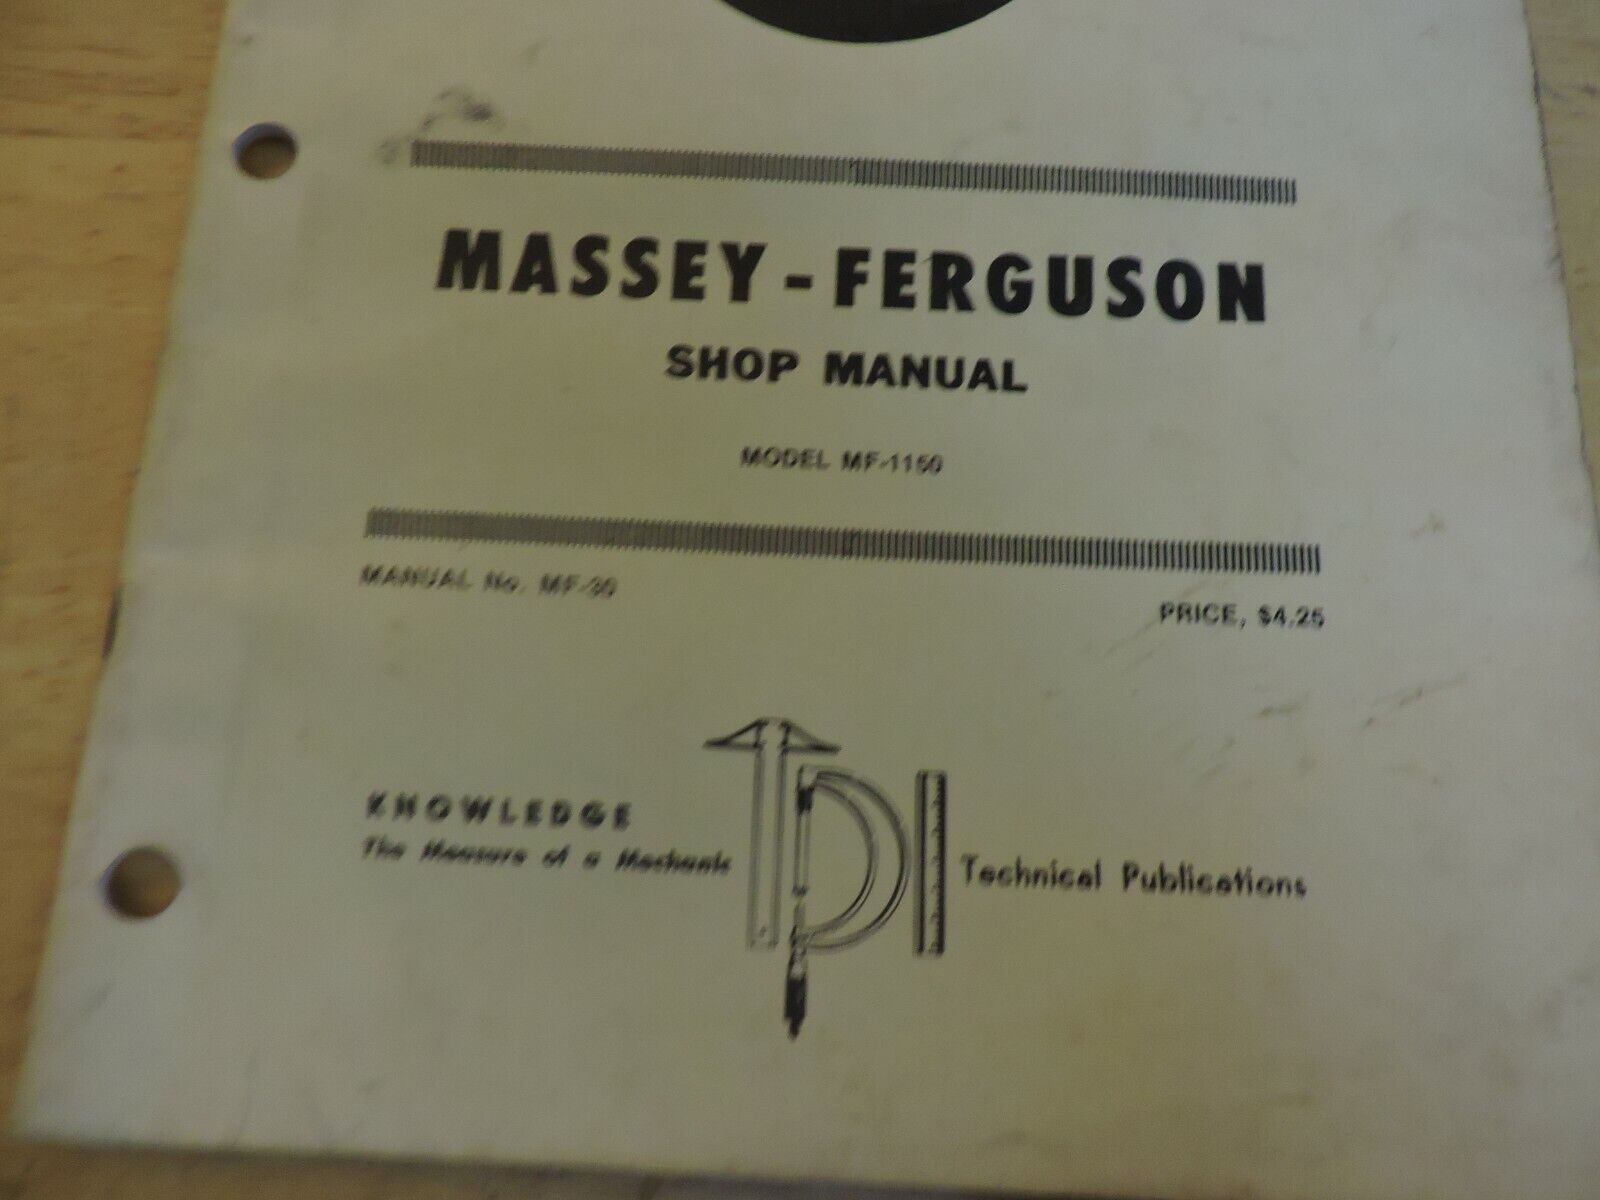 MASSEY - FERGUSON
SHOP MANUAL
MODEL MF-1150
MANUAL No. MF-30
PRICE, $4.25
KNOWLEDGE
The Measure of a Mechanic
TPI
Technical Publications